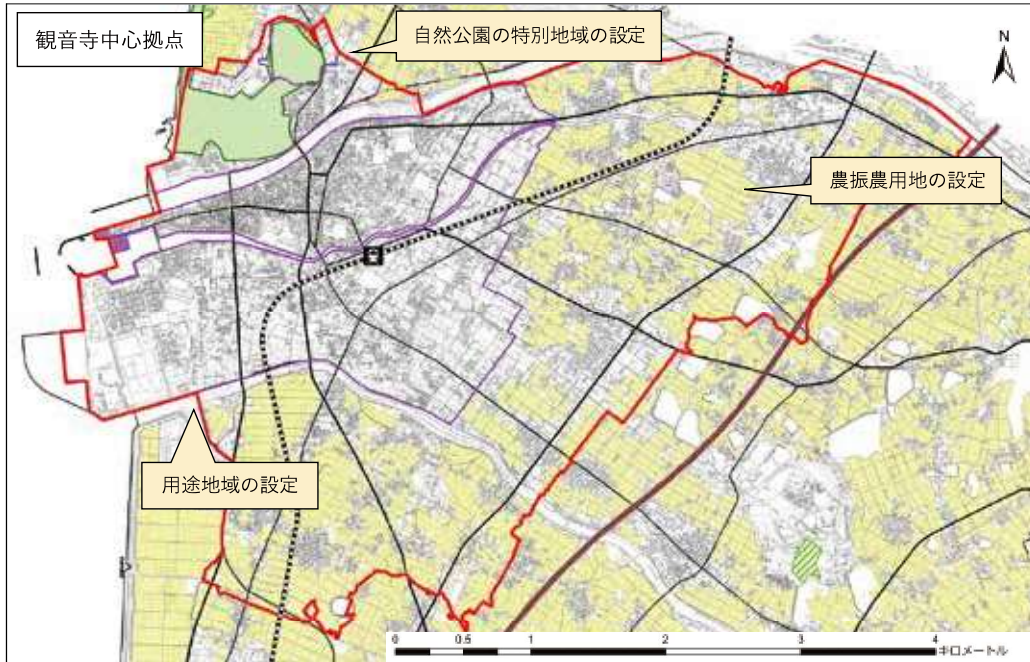 観音寺中心拠点
自然公園の特別地域の設定
N
農振農用地の設定
用途地域の設定
0 0.5 1 2 3 4
キロメートル